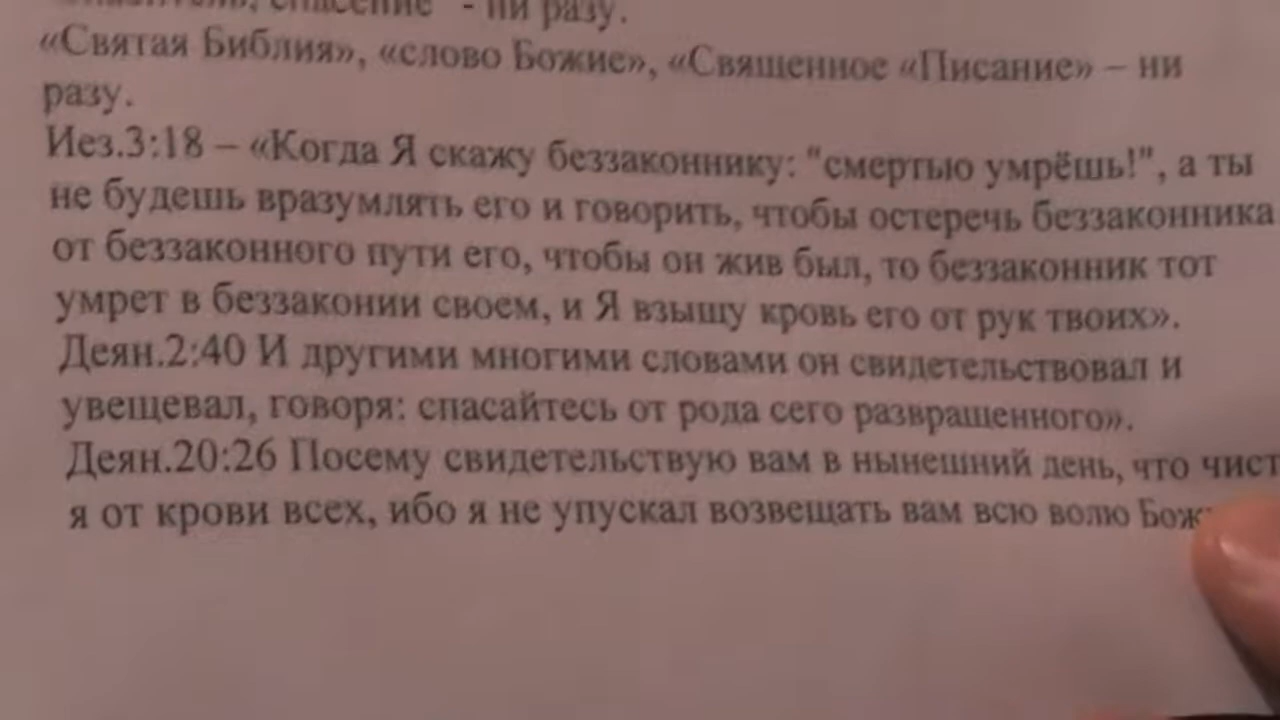 спасение" - ни разу.
«Святая Библия», «слово Божие», «Священное «Писание» – ни
разу.
Иез.3:18 – «Когда Я скажу беззаконнику: "смертью умрёшь!", а ты
не будешь вразумлять его и говорить, чтобы остеречь беззаконника
от беззаконного пути его, чтобы он жив был, то беззаконник тот
умрет в беззаконии своем, и Я взыщу кровь его от рук твоих».
Деян.2:40 И другими многими словами он свидетельствовал и
увещевал, говоря: спасайтесь от рода сего развращенного».
Деян.20:26 Посему свидетельствую вам в нынешний день, что чист
я от крови всех, ибо я не упускал возвещать вам всю волю